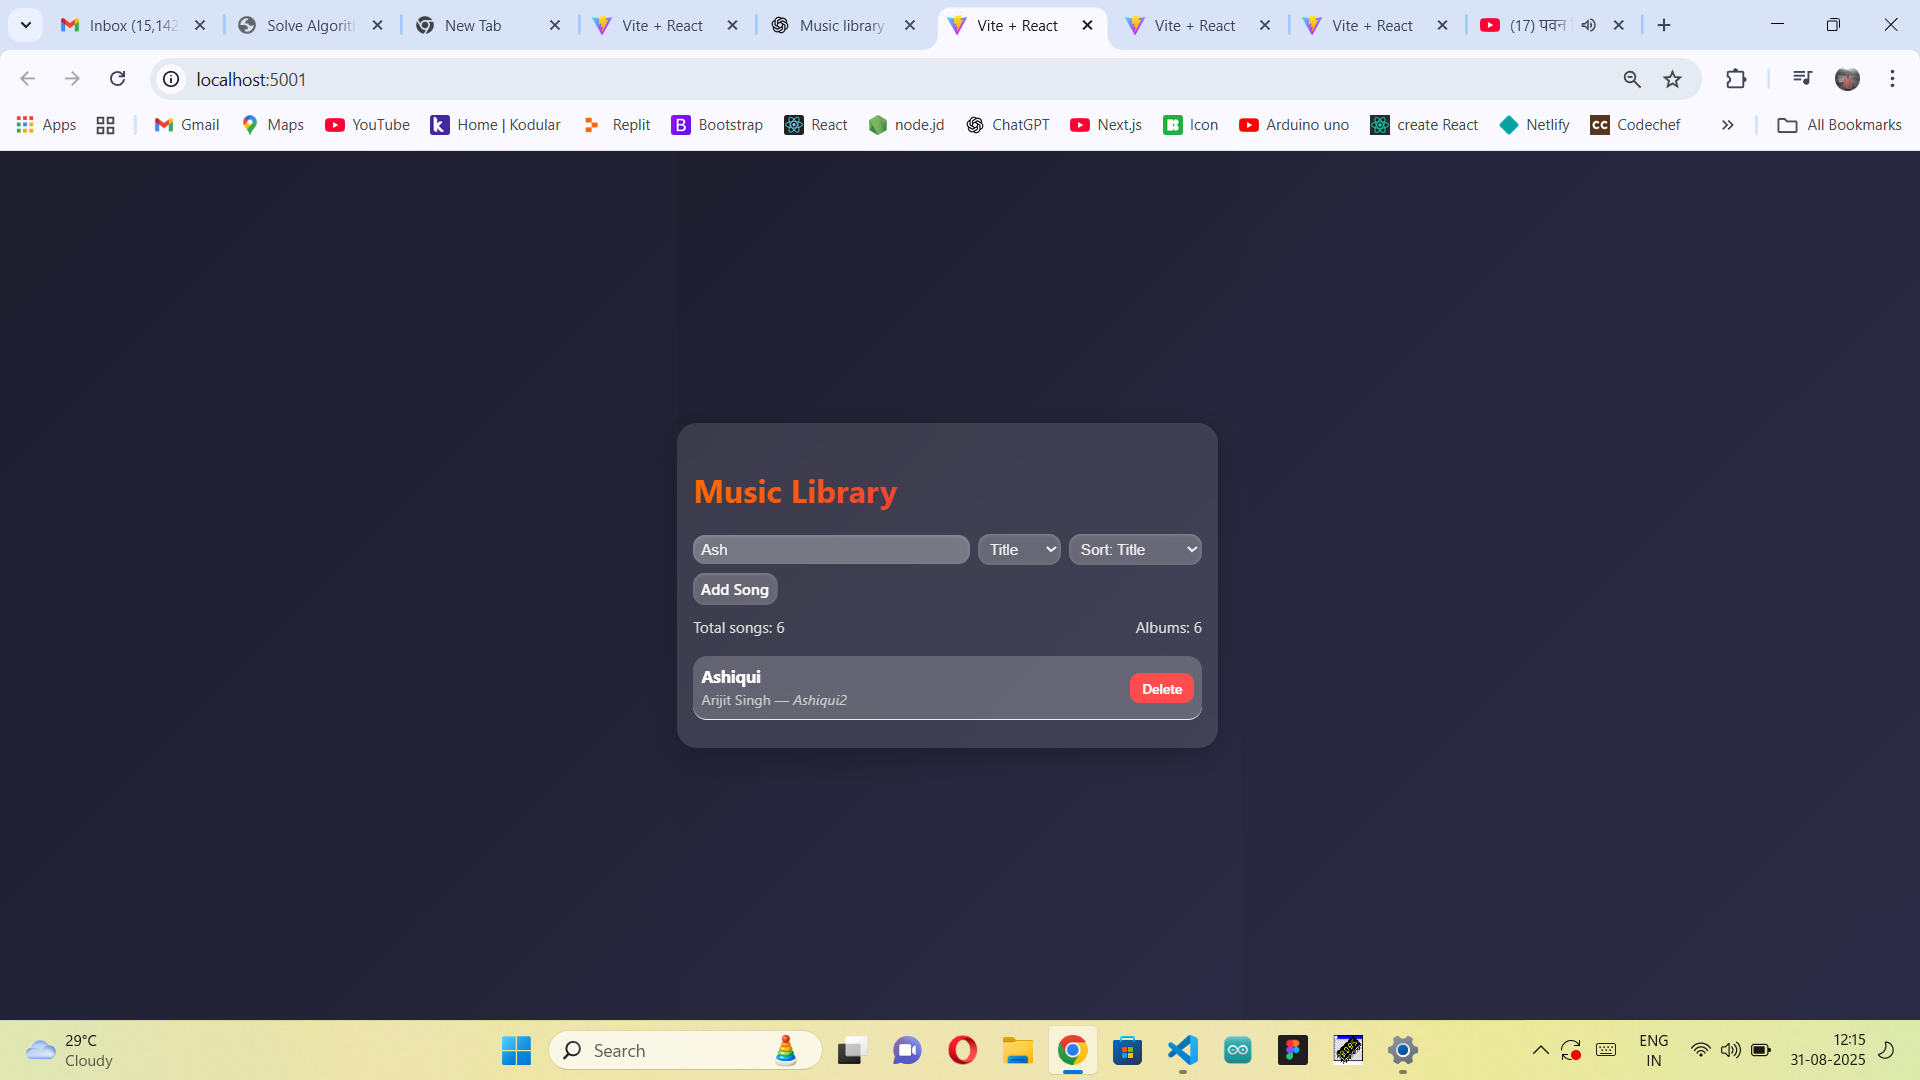 Inbox (15,142
Solve Algorit
New Tab
Vite + React
Music library
Vite + React
Vite + React
Vite + React
(17) पवन
localhost:5001
Apps
Gmail
Maps
YouTube
Home | Kodular
Replit
Bootstrap
React
node.jd
ChatGPT
Next.js
Icon
Arduino uno
create React
Netlify
Codechef
All Bookmarks
Music Library
Ash
Title
Sort: Title
Add Song
Total songs: 6
Albums: 6
Ashiqui
Arijit Singh — Ashiqui2
Delete
29°C
Cloudy
Search
ENG
IN
12:15
31-08-2025